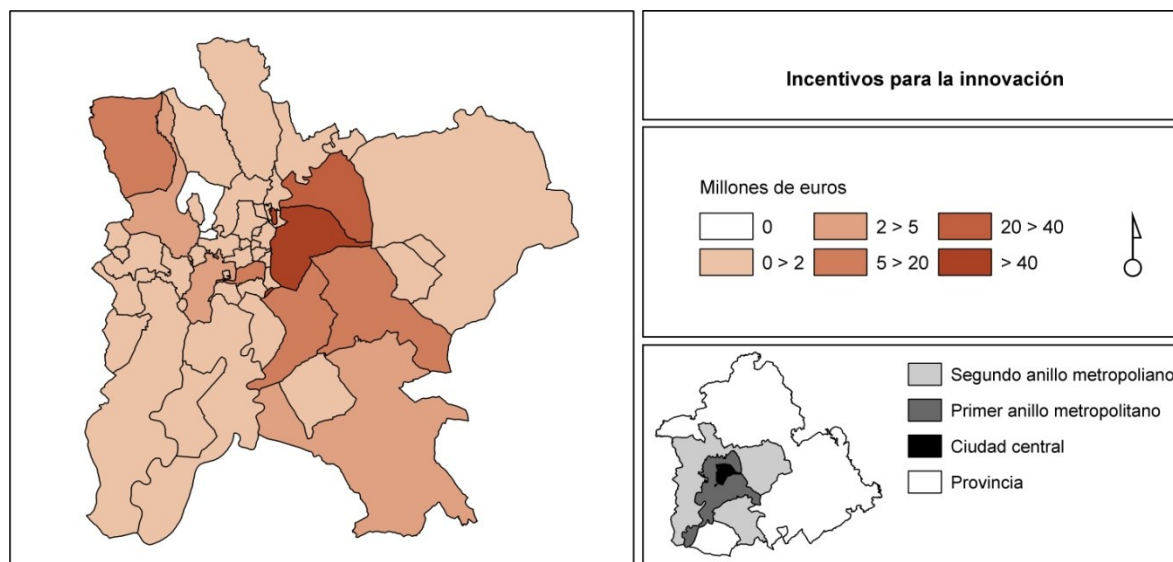 Incentivos para la innovación
Millones de euros
0
2 > 5
20 > 40
0 > 2
5 > 20
> 40
Segundo anillo metropoliano
Primer anillo metropolitano
Ciudad central
Provincia